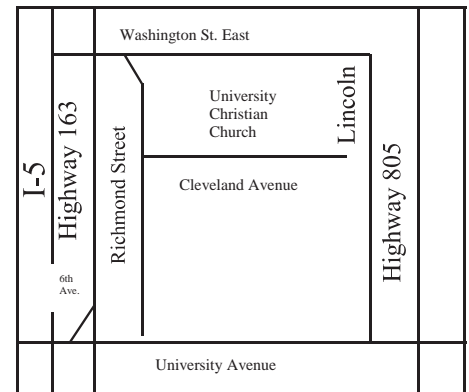 Washington St. East
University
Christian
Church
Lincoln
I-5
Highway 163
Richmond Street
Cleveland Avenue
Highway 805
6th
Ave.
University Avenue